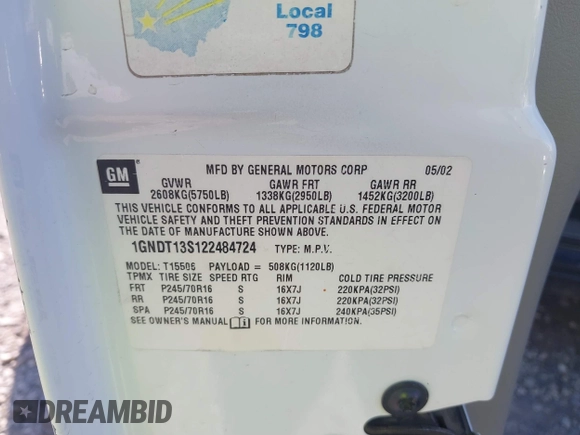 Local
798
GM
MFD BY GENERAL MOTORS CORP 05/02
GVWR GAWR FRT GAWR RR
2608KG(5750LB) 1338KG(2950LB) 1452KG(3200LB)
THIS VEHICLE CONFORMS TO ALL APPLICABLE U.S. FEDERAL MOTOR
VEHICLE SAFETY AND THEFT PREVENTION STANDARDS IN EFFECT ON
THE DATE OF MANUFACTURE SHOWN ABOVE.
1GNDT13S122484724 TYPE: M.P.V.
MODEL: T15506 PAYLOAD = 508KG(1120LB)
TPMX TIRE SIZE SPEED RTG RIM COLD TIRE PRESSURE
FRT P245/70R16 S 16X7J 220KPA(32PSI)
RR P245/70R16 S 16X7J 220KPA(32PSI)
SPA P245/70R16 S 16X7J 240KPA(35PSI)
SEE OWNER'S MANUAL FOR MORE INFORMATION.
DREAMBID